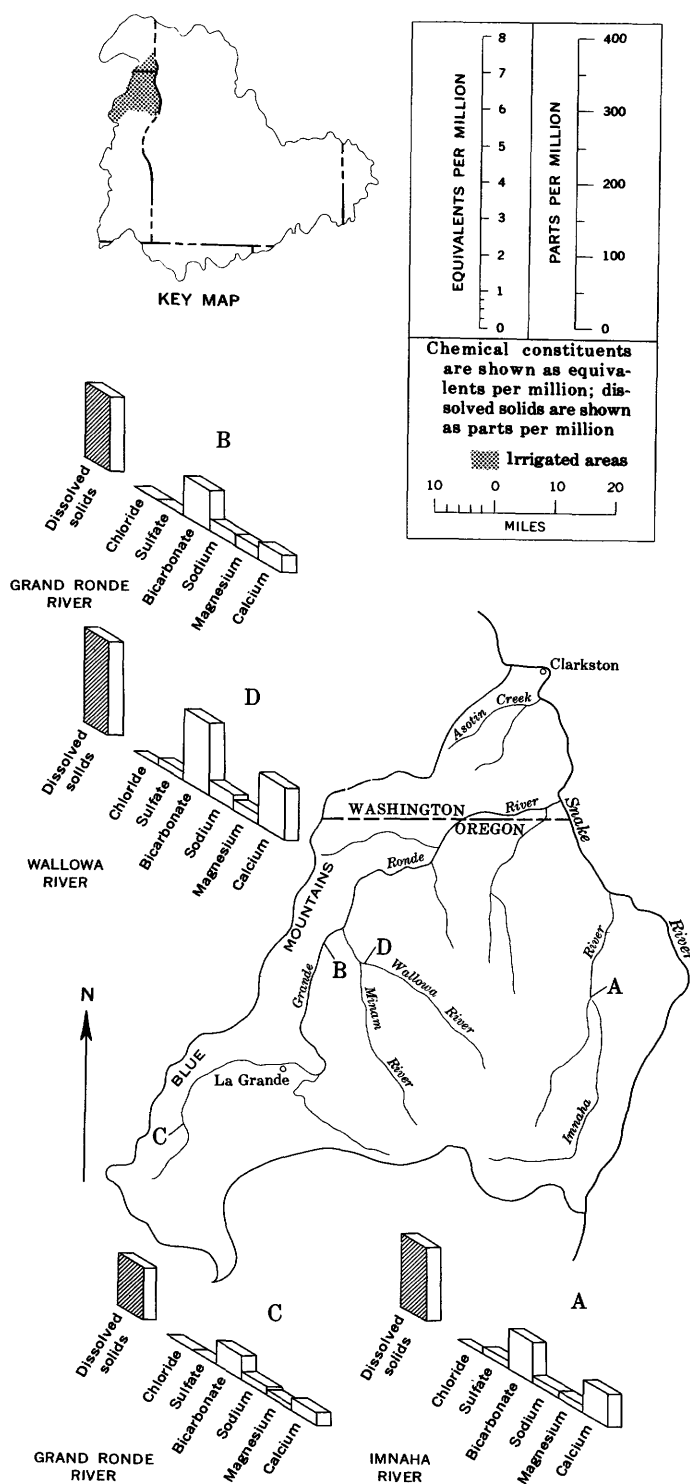 KEY MAP
EQUIVALENTS PER MILLION
8
7
6
5
4
3
2
1
0
PARTS PER MILLION
400
300
200
100
0
Chemical constituents
are shown as equiva-
lents per million; dis-
solved solids are shown
as parts per million
Irrigated areas
10 0 10 20
MILES
B
Dissolved
solids
Chloride
Sulfate
Bicarbonate
Sodium
Magnesium
Calcium
GRAND RONDE
RIVER
D
Dissolved
solids
Chloride
Sulfate
Bicarbonate
Sodium
Magnesium
Calcium
WALLOWA
RIVER
Clarkston
Asotin Creek
WASHINGTON
OREGON
River
Snake
River
Ronde
Grande
BLUE MOUNTAINS
B
D
Wallowa
River
Minam
River
River
A
Imnaha
N
La Grande
C
C
Dissolved
solids
Chloride
Sulfate
Bicarbonate
Sodium
Magnesium
Calcium
GRAND RONDE
RIVER
A
Dissolved
solids
Chloride
Sulfate
Bicarbonate
Sodium
Magnesium
Calcium
IMNAHA
RIVER